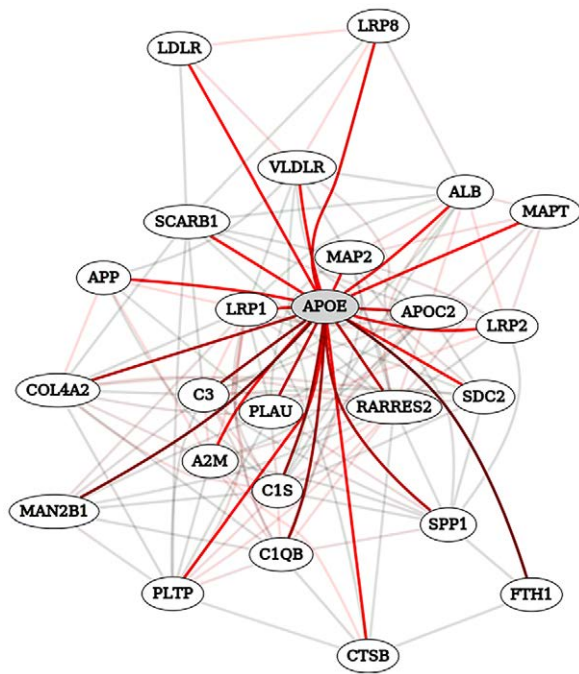 LRP8
LDLR
VLDLR
ALB
MAPT
SCARB1
MAP2
APP
LRP1
APOE
APOC2
LRP2
COL4A2
C3
PLAU
RARRES2
SDC2
A2M
C1S
MAN2B1
SPP1
C1QB
PLTP
FTH1
CTSB